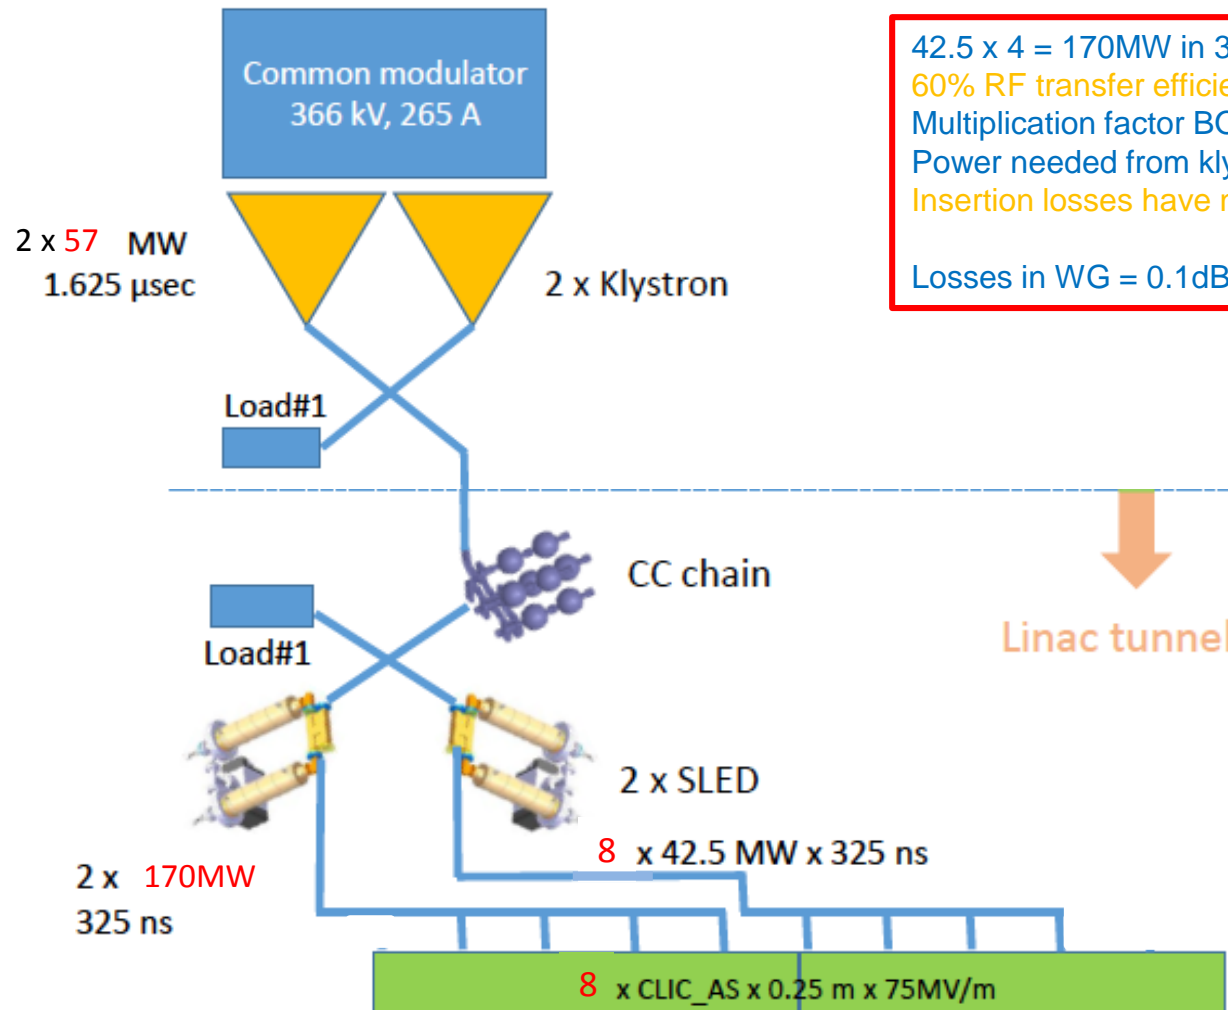 Common modulator
366 kV, 265 A
42.5 x 4 = 170MW in 3
60% RF transfer efficie
Multiplication factor BO
Power needed from kly
Insertion losses have n
Losses in WG = 0.1dB
2 x 57 MW
1.625 µsec
2 x Klystron
Load#1
CC chain
Linac tunnel
Load#1
2 x SLED
8 x 42.5 MW x 325 ns
2 x 170MW
325 ns
8 x CLIC_AS x 0.25 m x 75MV/m